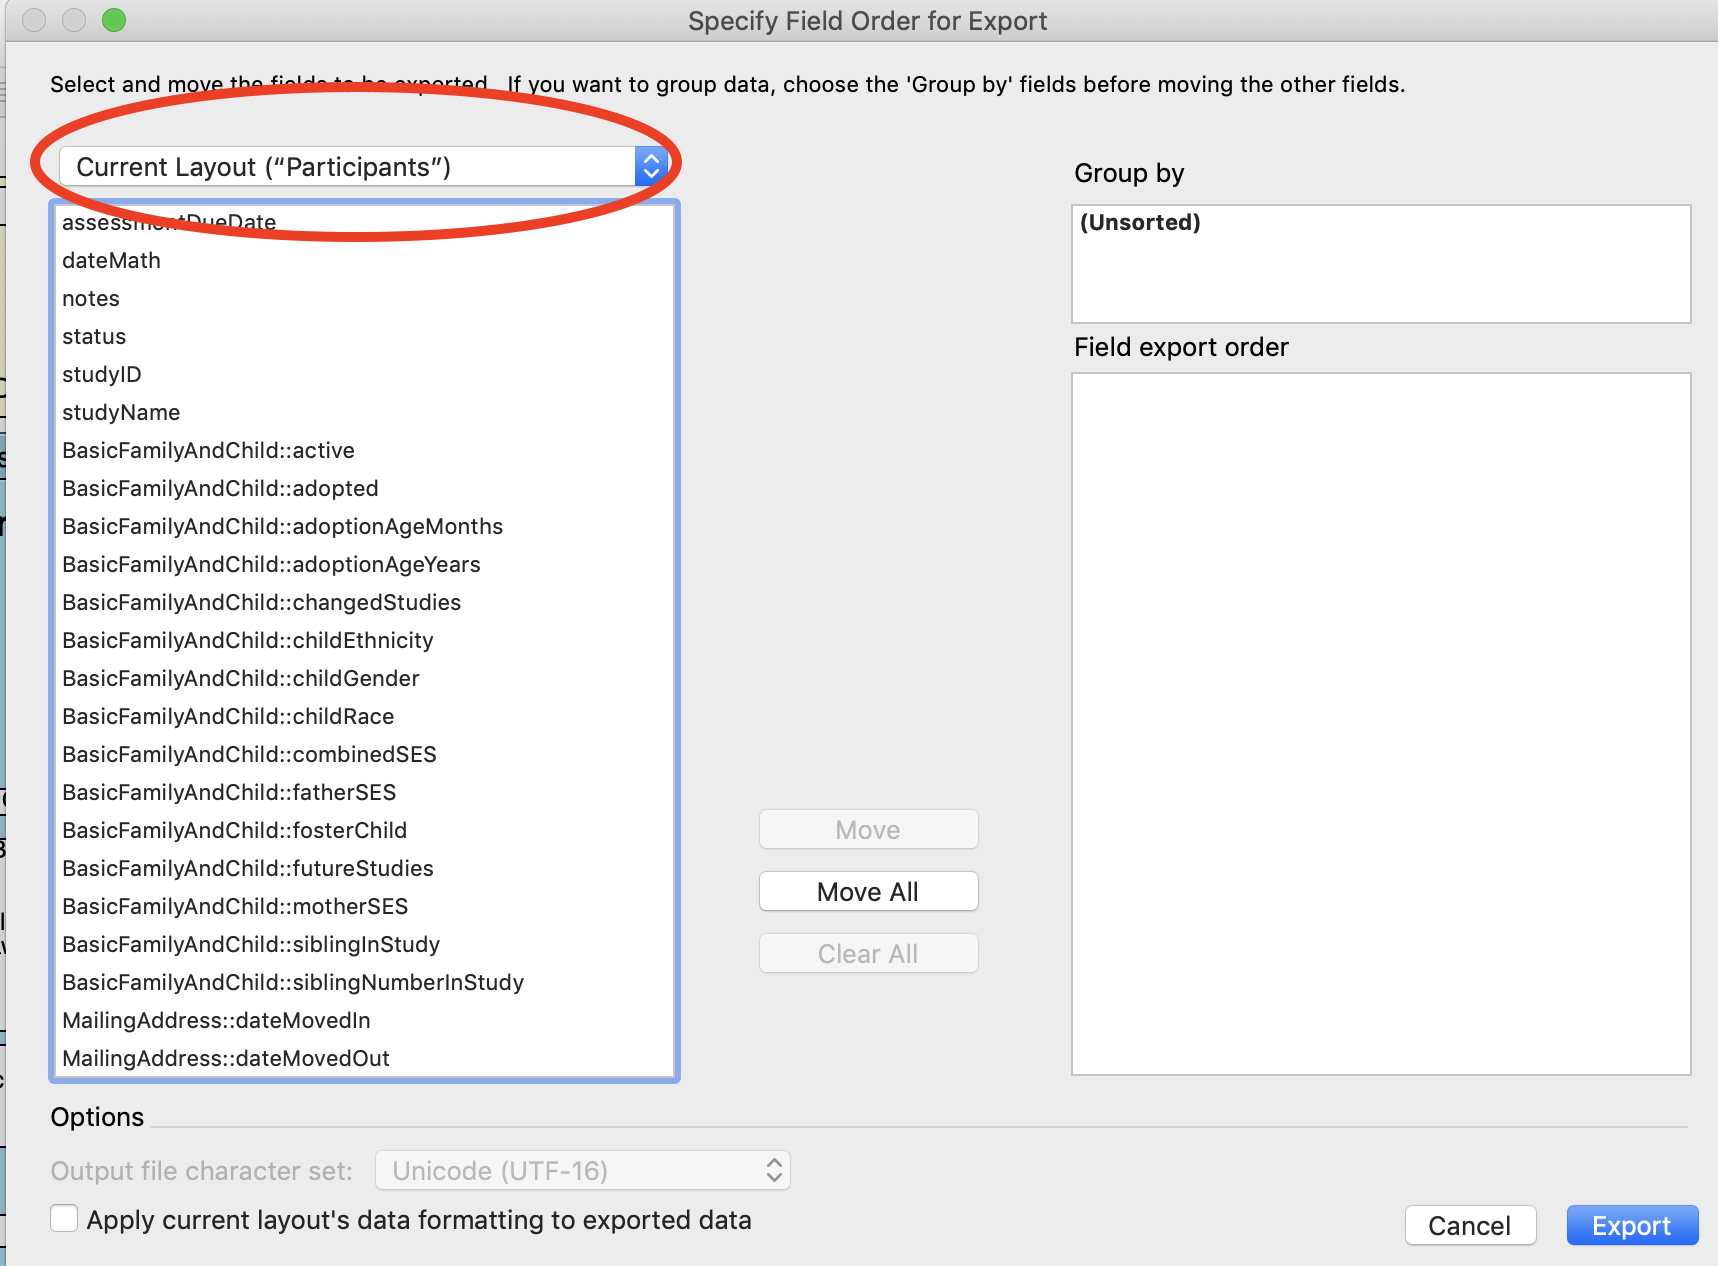 Specify Field Order for Export
Select and move the fields to be exported. If you want to group data, choose the 'Group by' fields before moving the other fields.
Current Layout (“Participants”)
assessmentDueDate
dateMath
notes
status
studyID
studyName
BasicFamilyAndChild::active
BasicFamilyAndChild::adopted
BasicFamilyAndChild::adoptionAgeMonths
BasicFamilyAndChild::adoptionAgeYears
BasicFamilyAndChild::changedStudies
BasicFamilyAndChild::childEthnicity
BasicFamilyAndChild::childGender
BasicFamilyAndChild::childRace
BasicFamilyAndChild::combinedSES
BasicFamilyAndChild::fatherSES
BasicFamilyAndChild::fosterChild
BasicFamilyAndChild::futureStudies
BasicFamilyAndChild::motherSES
BasicFamilyAndChild::siblingInStudy
BasicFamilyAndChild::siblingNumberInStudy
MailingAddress::dateMovedIn
MailingAddress::dateMovedOut
Move
Move All
Clear All
Group by
(Unsorted)
Field export order
Options
Output file character set: Unicode (UTF-16)
Apply current layout's data formatting to exported data
Cancel Export